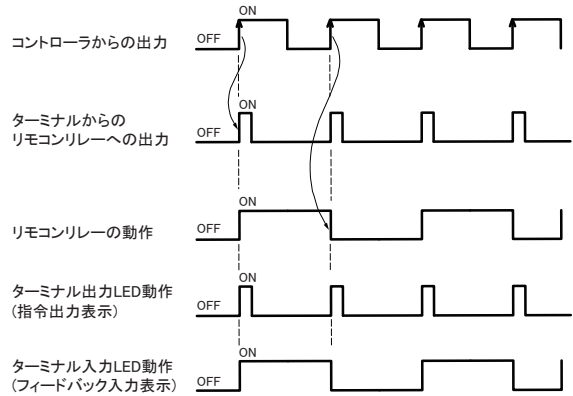 ON
コントローラからの出力
OFF
ON
ターミナルからの
リモコンリレーへの出力
OFF
ON
リモコンリレーの動作
OFF
ON
ターミナル出力LED動作
(指令出力表示)
OFF
ON
ターミナル入力LED動作
(フィードバック入力表示)
OFF